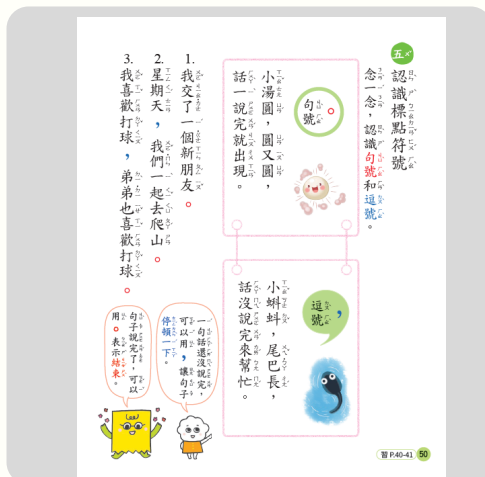 五
認識標點符號
念一念，認識句號和逗號。
句號
。
小湯圓，圓又圓，
話一說完就出現。
，
逗號
小蝌蚪，尾巴長，
話沒說完來幫忙。
1.我交了一個新朋友。
2.星期天，我們一起去爬山。
3.我喜歡打球，弟弟也喜歡打球。
一句話還沒說完，
可以用，讓句子
停頓一下。
句子說完了，可以
用。表示結束。
習P.40-41 50